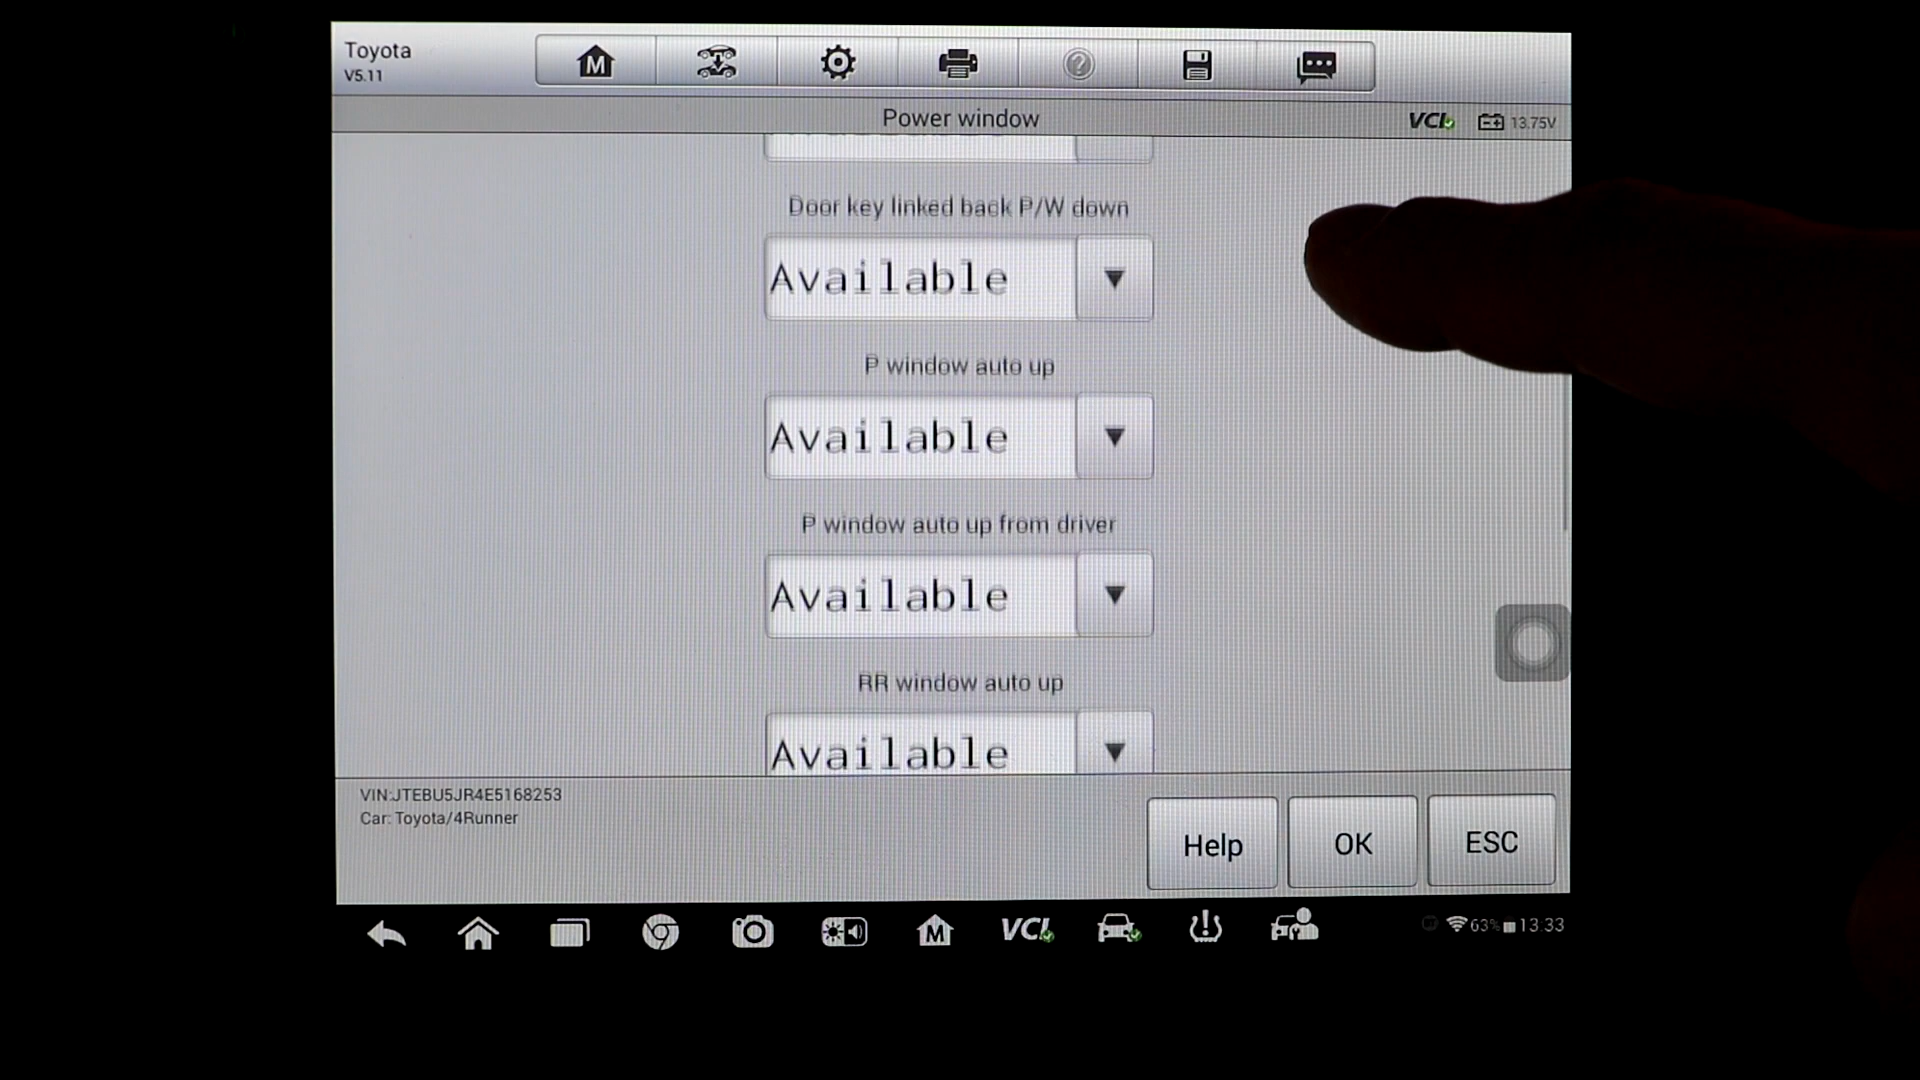 Toyota
V5.11
M
?
Power window
VCI
13.75V
Door key linked back P/W down
Available
P window auto up
Available
P window auto up from driver
Available
RR window auto up
Available
VIN:JTEBU5JR4E5168253
Car: Toyota/4Runner
Help
OK
ESC
M
VCI
63%
13:33